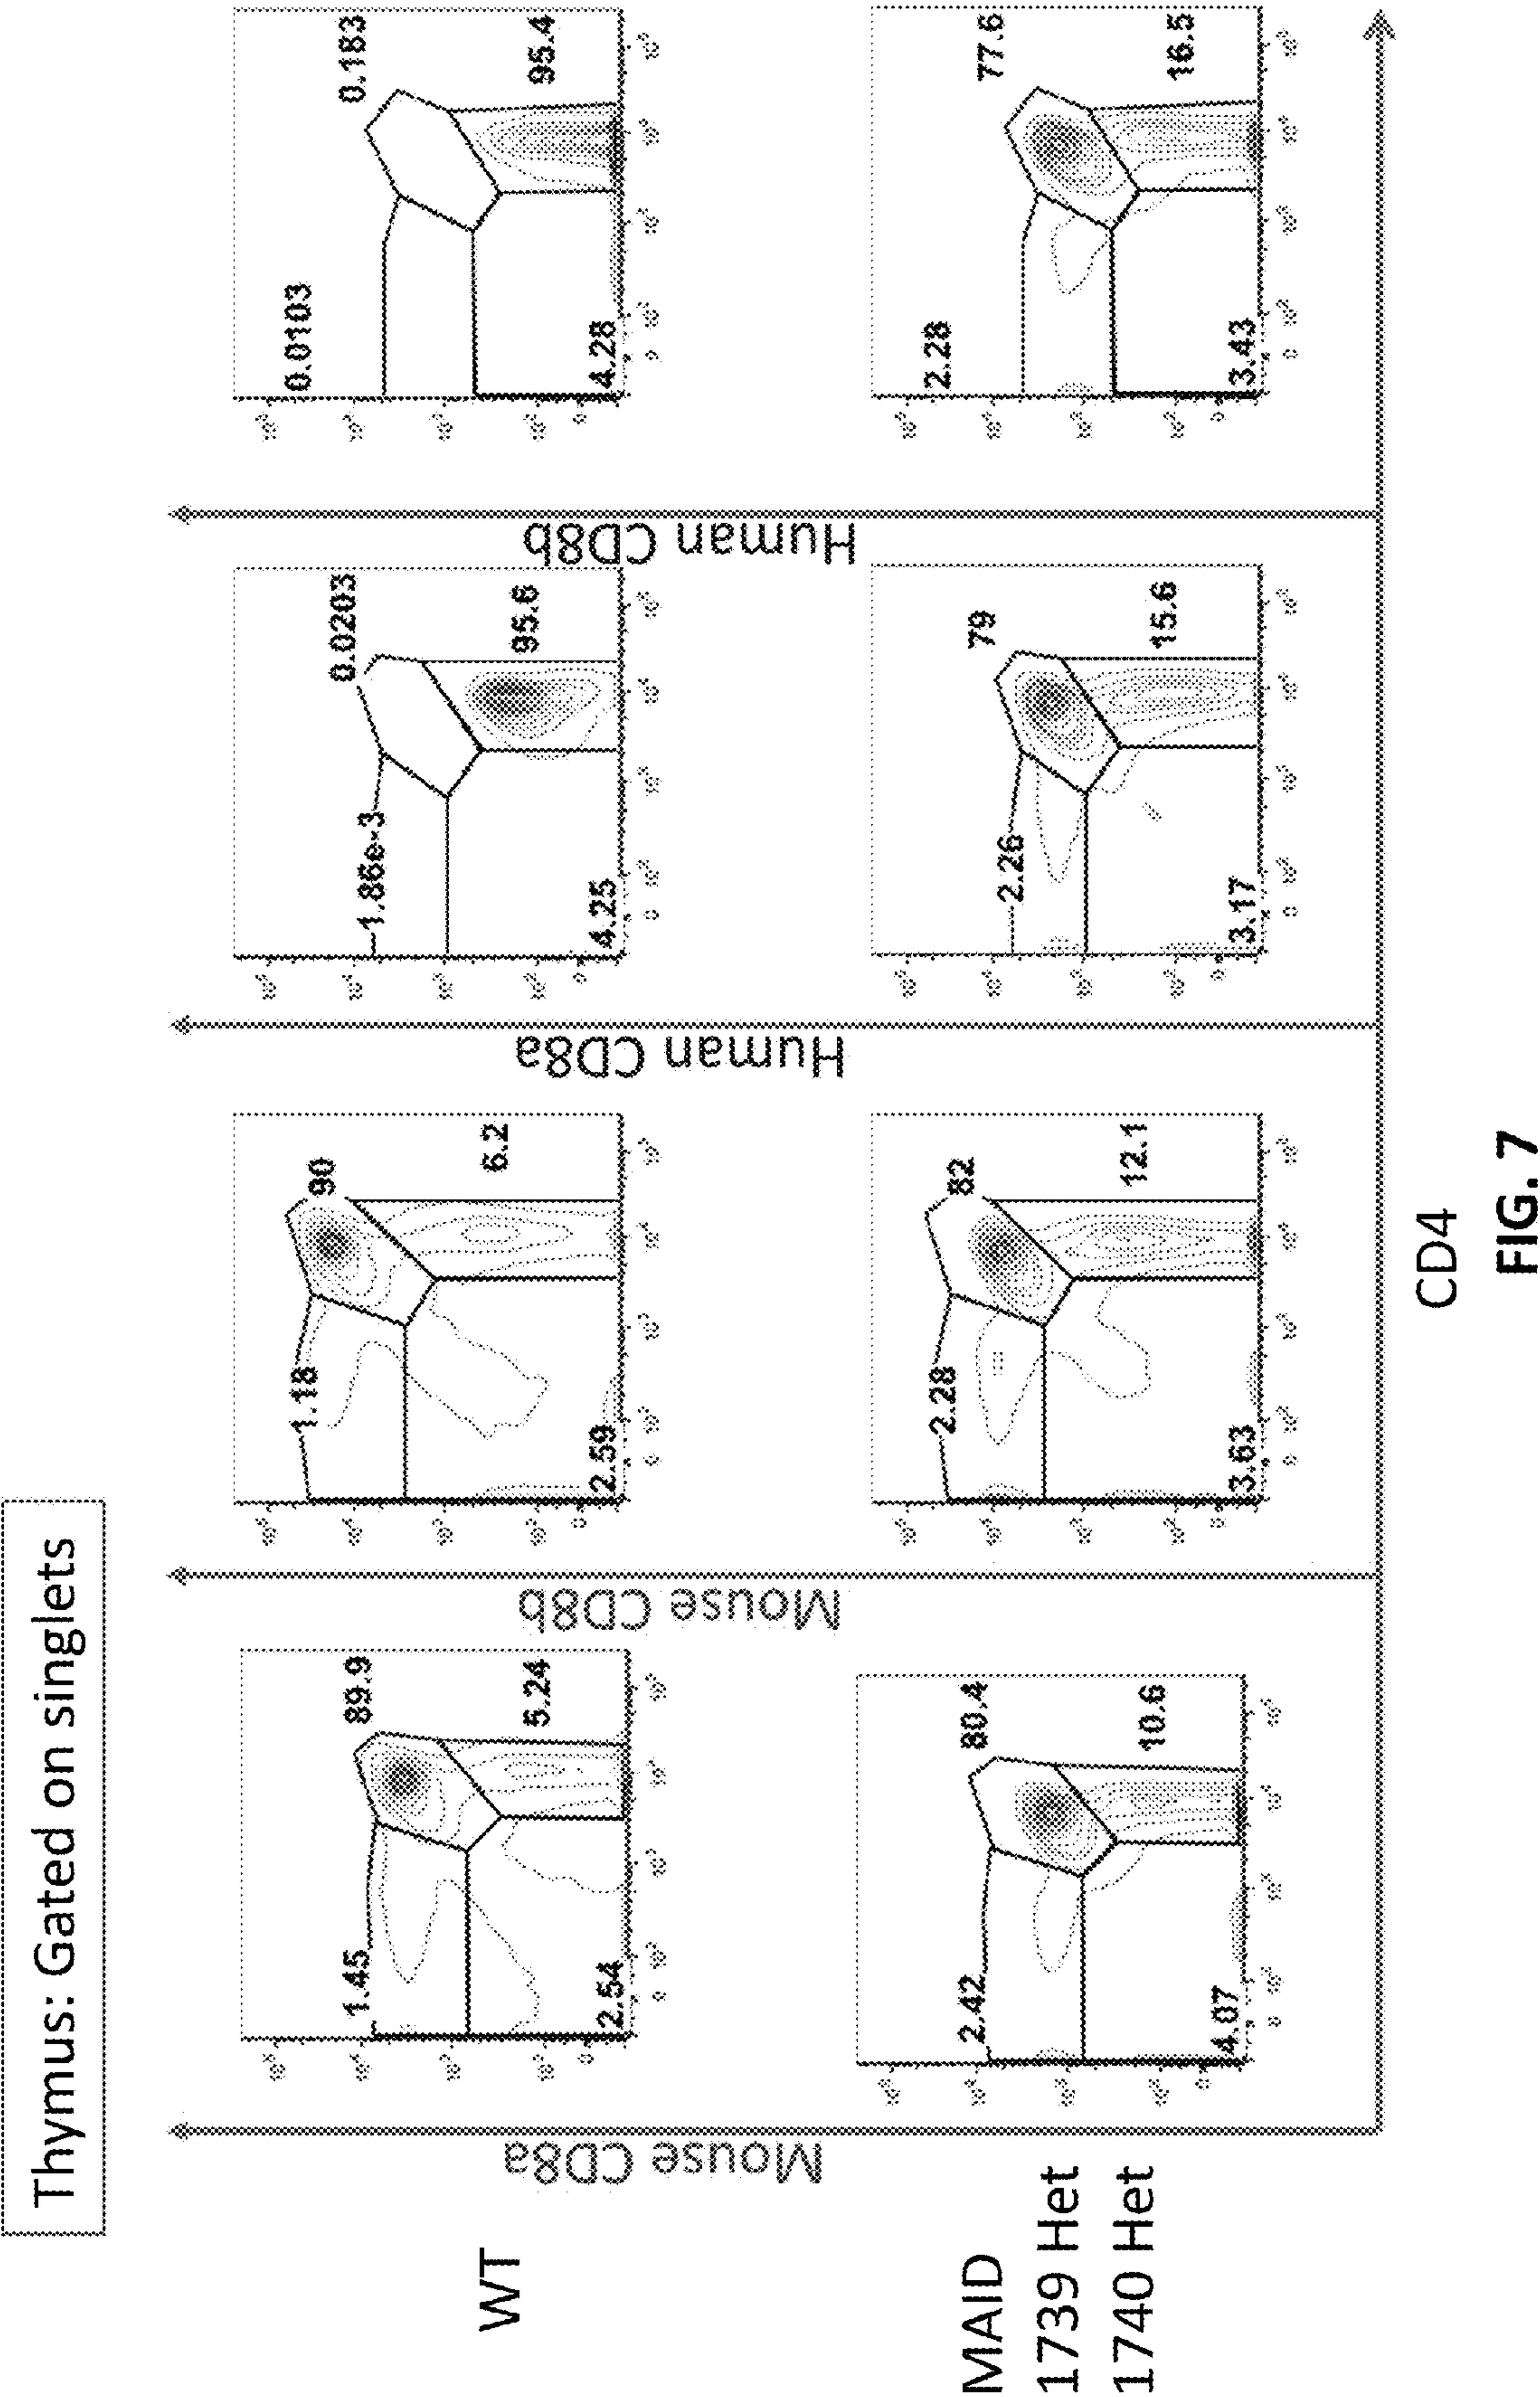 Thymus: Gated on singlets
WT
Mouse CD8a
1.45
89.9
5.24
2.54
Mouse CD8b
1.18
90
6.2
2.59
Human CD8a
1.86e-3
0.0203
95.6
4.25
Human CD8b
0.0103
0.183
95.4
4.28
MAID
1739 Het
1740 Het
2.42
80.4
10.6
4.07
2.28
82
12.1
3.63
2.26
79
15.6
3.17
2.28
77.6
16.5
3.43
CD4
FIG. 7